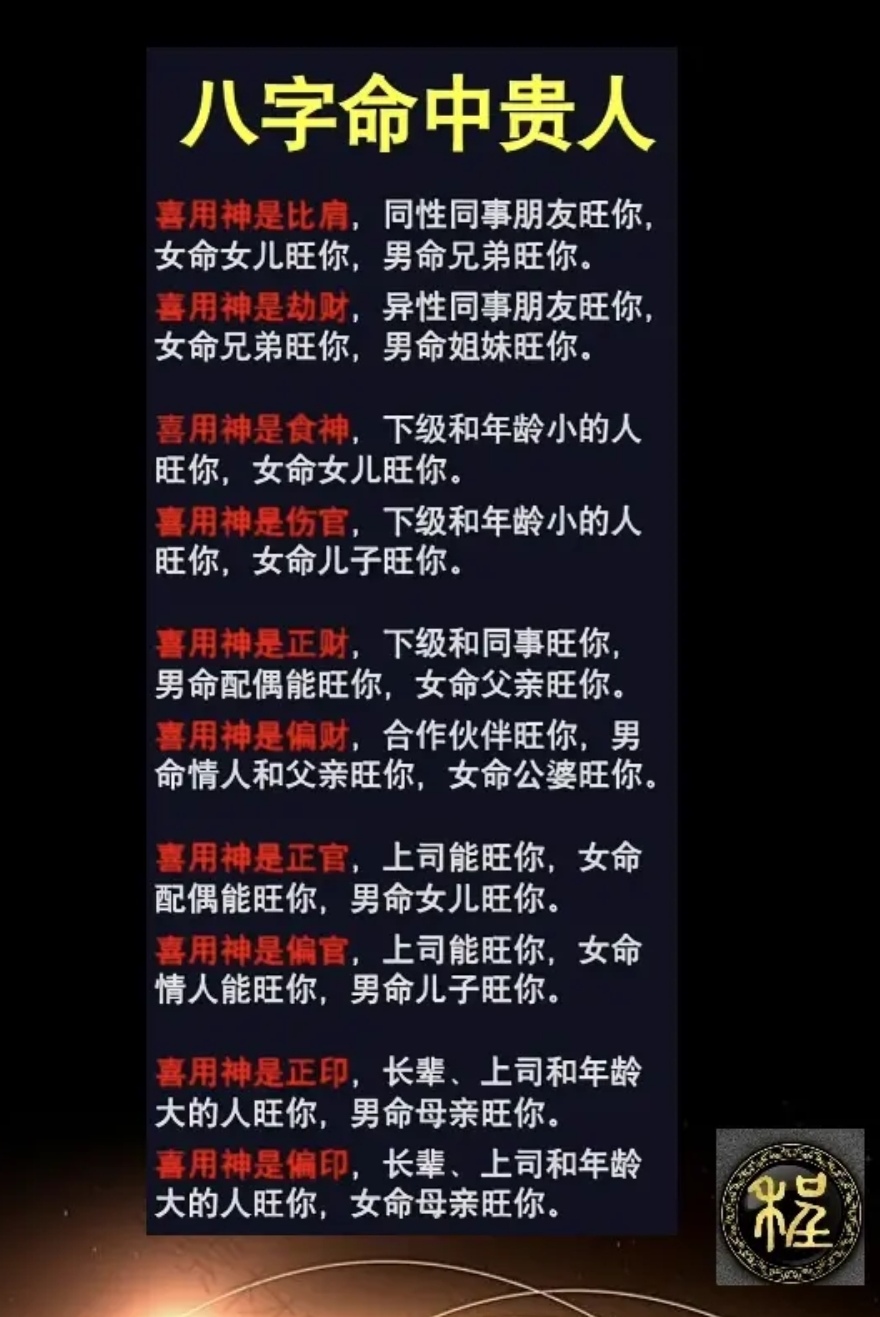 八字命中贵人
喜用神是比肩，同性同事朋友旺你，
女命女儿旺你，男命兄弟旺你。
喜用神是劫财，异性同事朋友旺你，
女命兄弟旺你，男命姐妹旺你。
喜用神是食神，下级和年龄小的人
旺你，女命女儿旺你。
喜用神是伤官，下级和年龄小的人
旺你，女命儿子旺你。
喜用神是正财，下级和同事旺你，
男命配偶能旺你，女命父亲旺你。
喜用神是偏财，合作伙伴旺你，男
命情人和父亲旺你，女命公婆旺你。
喜用神是正官，上司能旺你，女命
配偶能旺你，男命女儿旺你。
喜用神是偏官，上司能旺你，女命
情人能旺你，男命儿子旺你。
喜用神是正印，长辈、上司和年龄
大的人旺你，男命母亲旺你。
喜用神是偏印，长辈、上司和年龄
大的人旺你，女命母亲旺你。
程